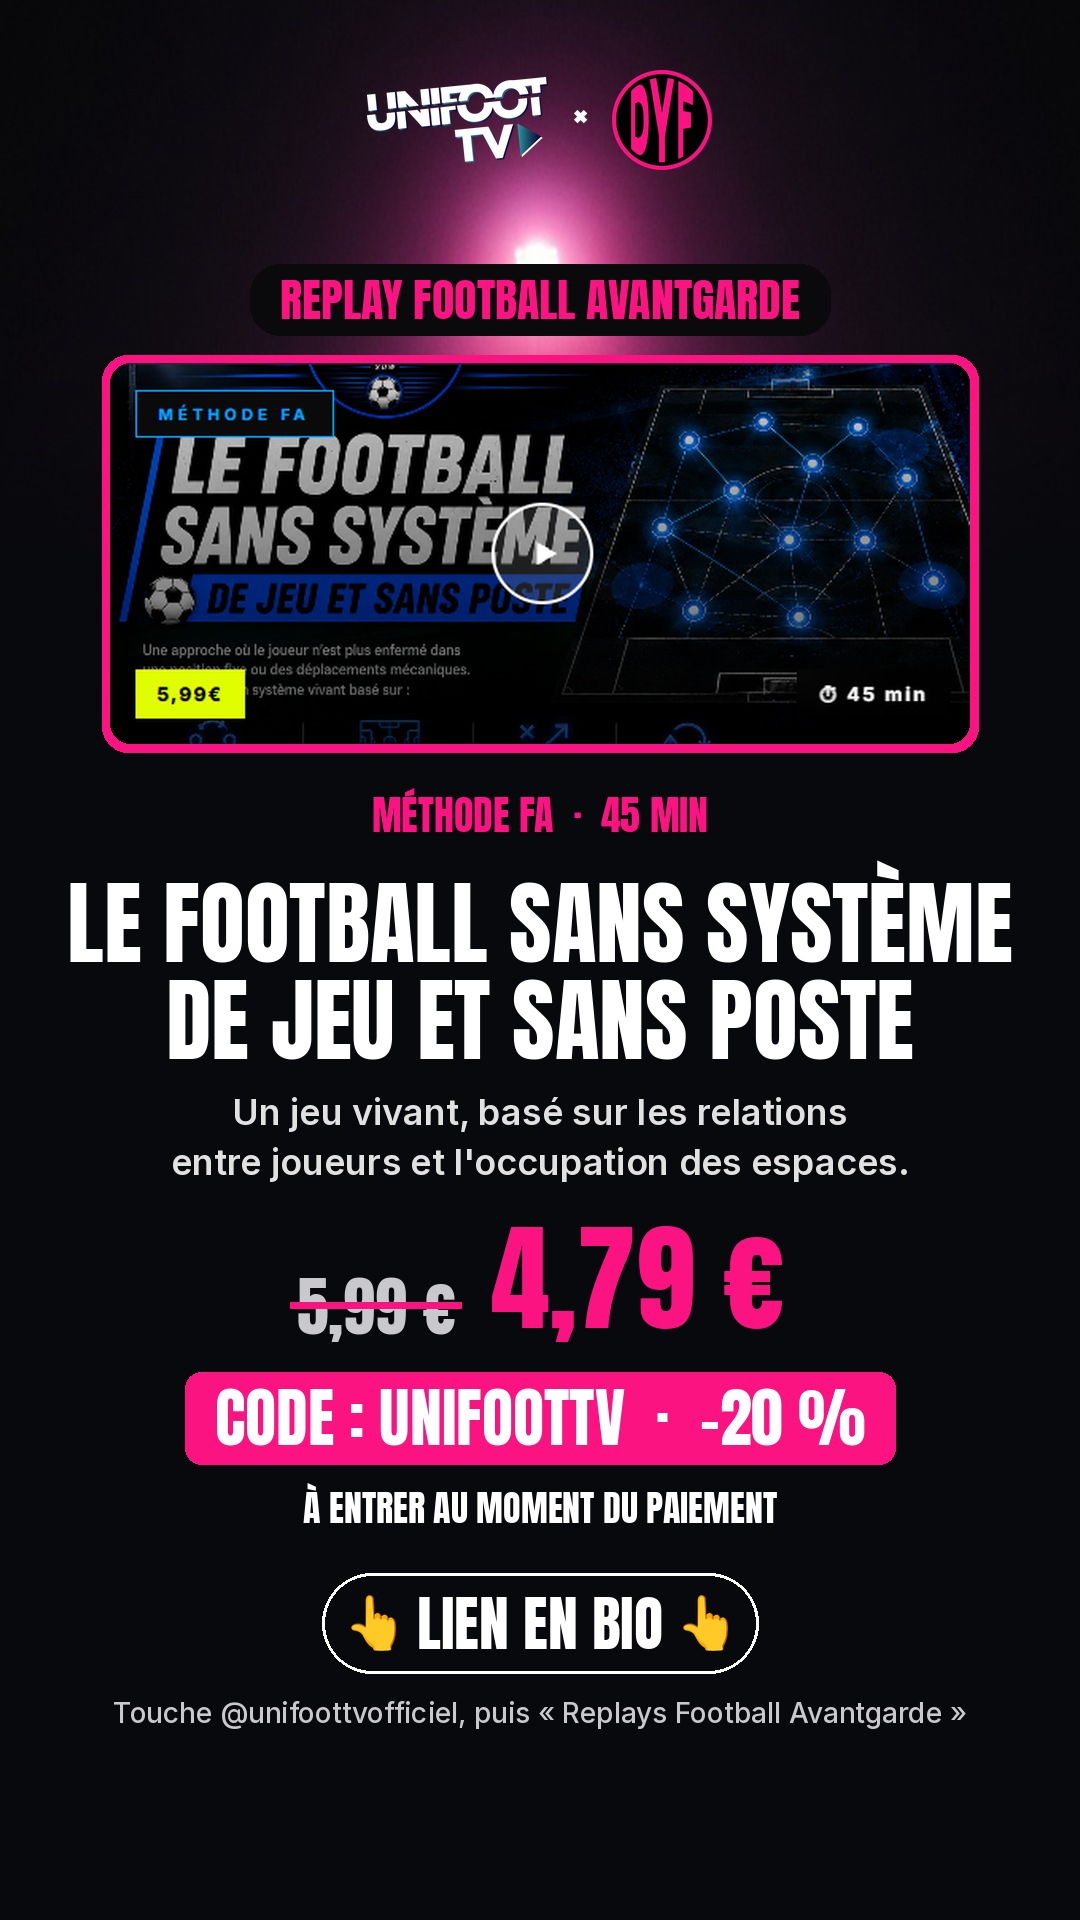 UNIFOOT
TV
×
DYF
REPLAY FOOTBALL AVANTGARDE
MÉTHODE FA
LE FOOTBALL
SANS SYSTÈME
DE JEU ET SANS POSTE
Une approche où le joueur n'est plus enfermé dans
une position fixe ou des déplacements mécaniques.
système vivant basé sur :
5,99€
⏱ 45 min
MÉTHODE FA · 45 MIN
LE FOOTBALL SANS SYSTÈME
DE JEU ET SANS POSTE
Un jeu vivant, basé sur les relations
entre joueurs et l'occupation des espaces.
5,99 € 4,79 €
CODE : UNIFOOTTV · -20 %
À ENTRER AU MOMENT DU PAIEMENT
👆 LIEN EN BIO 👆
Touche @unifoottvofficiel, puis « Replays Football Avantgarde »